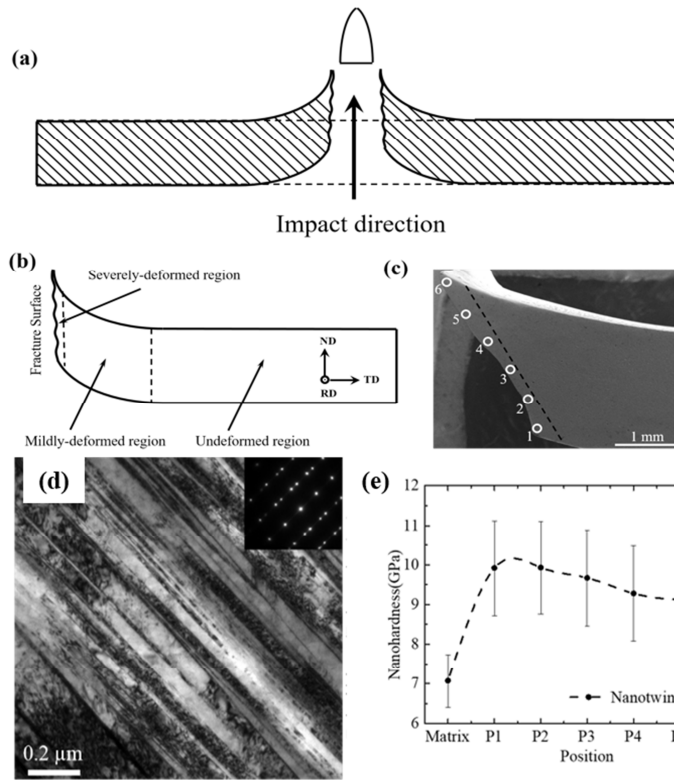 (a)
Impact direction
(b)
Severely-deformed region
Fracture Surface
ND
TD
RD
Mildly-deformed region
Undeformed region
(c)
6
5
4
3
2
1
1 mm
(d)
0.2 µm
(e)
12
11
10
9
8
7
6
Nanohardness(GPa)
Nanotwin
Matrix P1 P2 P3 P4
Position